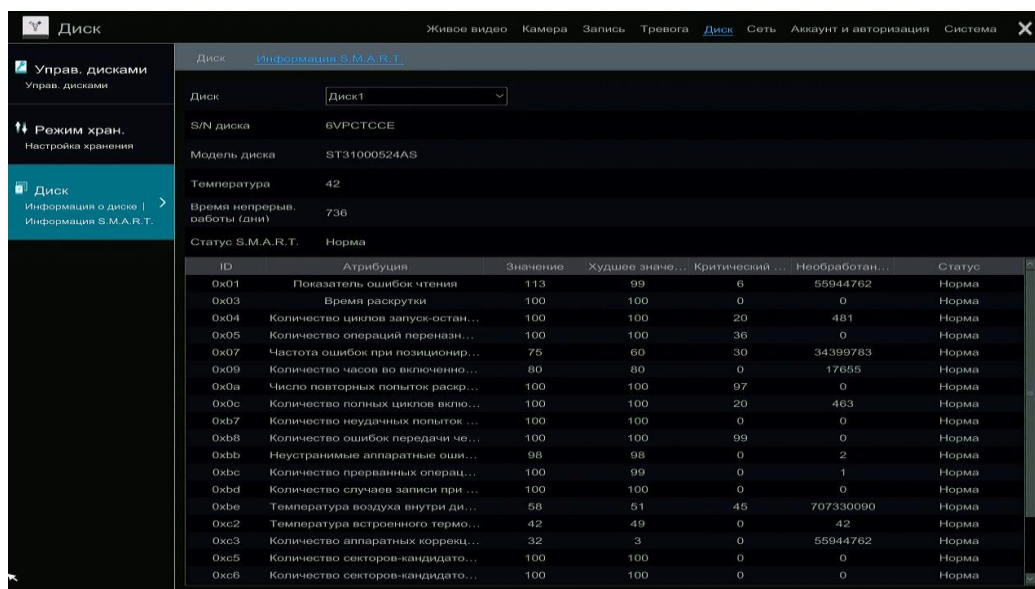 Диск
Живое видео Камера Запись Тревога Диск Сеть Аккаунт и авторизация Система
Управ. дисками
Управ. дисками
Режим хран.
Настройка хранения
Диск
Информация о диске |
Информация S.M.A.R.T.
Диск Информация S.M.A.R.T.
Диск Диск1
S/N диска 6VPCTCCE
Модель диска ST31000524AS
Температура 42
Время непрерыв. работы (дни) 736
Статус S.M.A.R.T. Норма
ID Атрибуция Значение Худшее значе... Критический ... Необработан... Статус
0x01 Показатель ошибок чтения 113 99 6 55944762 Норма
0x03 Время раскрутки 100 100 0 0 Норма
0x04 Количество циклов запуск-остан... 100 100 20 481 Норма
0x05 Количество операций переназн... 100 100 36 0 Норма
0x07 Частота ошибок при позиционир... 75 60 30 34399783 Норма
0x09 Количество часов во включенно... 80 80 0 17655 Норма
0x0a Число повторных попыток раскр... 100 100 97 0 Норма
0x0c Количество полных циклов вклю... 100 100 20 463 Норма
0xb7 Количество неудачных попыток ... 100 100 0 0 Норма
0xb8 Количество ошибок передачи че... 100 100 99 0 Норма
0xbb Неустранимые аппаратные оши... 98 98 0 2 Норма
0xbc Количество прерванных операц... 100 99 0 1 Норма
0xbd Количество случаев записи при ... 100 100 0 0 Норма
0xbe Температура воздуха внутри ди... 58 51 45 707330090 Норма
0xc2 Температура встроенного термо... 42 49 0 42 Норма
0xc3 Количество аппаратных коррекц... 32 3 0 55944762 Норма
0xc5 Количество секторов-кандидато... 100 100 0 0 Норма
0xc6 Количество секторов-кандидато... 100 100 0 0 Норма